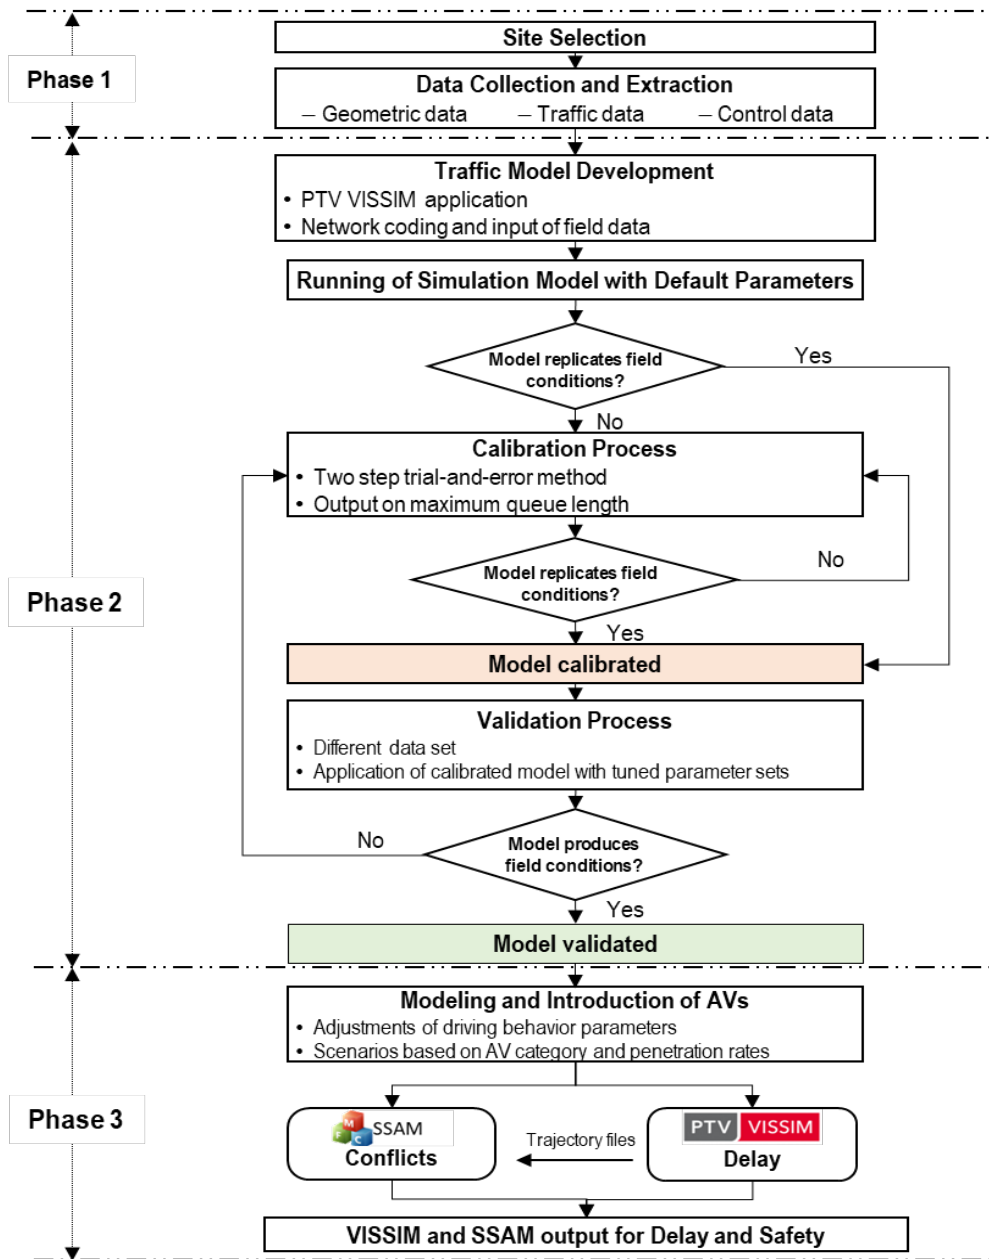 Phase 1
Site Selection
Data Collection and Extraction
– Geometric data – Traffic data – Control data
Phase 2
Traffic Model Development
• PTV VISSIM application
• Network coding and input of field data
Running of Simulation Model with Default Parameters
Model replicates field
conditions?
Yes
No
Calibration Process
• Two step trial-and-error method
• Output on maximum queue length
Model replicates field
conditions?
No
Yes
Model calibrated
Validation Process
• Different data set
• Application of calibrated model with tuned parameter sets
Model produces
field conditions?
No
Yes
Model validated
Phase 3
Modeling and Introduction of AVs
• Adjustments of driving behavior parameters
• Scenarios based on AV category and penetration rates
M
F
C
SSAM
Conflicts
Trajectory files
PTV VISSIM
Delay
VISSIM and SSAM output for Delay and Safety